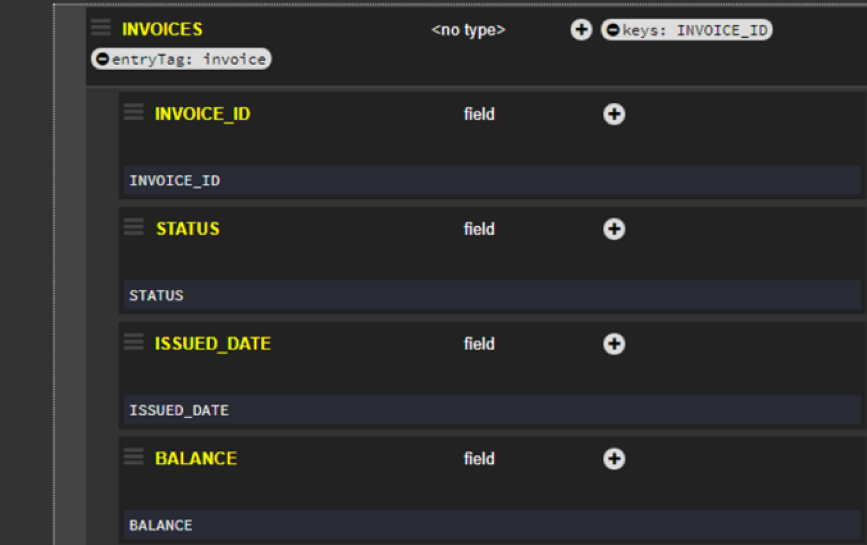 INVOICES <no type> keys: INVOICE_ID
entryTag: invoice
INVOICE_ID field
INVOICE_ID
STATUS field
STATUS
ISSUED_DATE field
ISSUED_DATE
BALANCE field
BALANCE